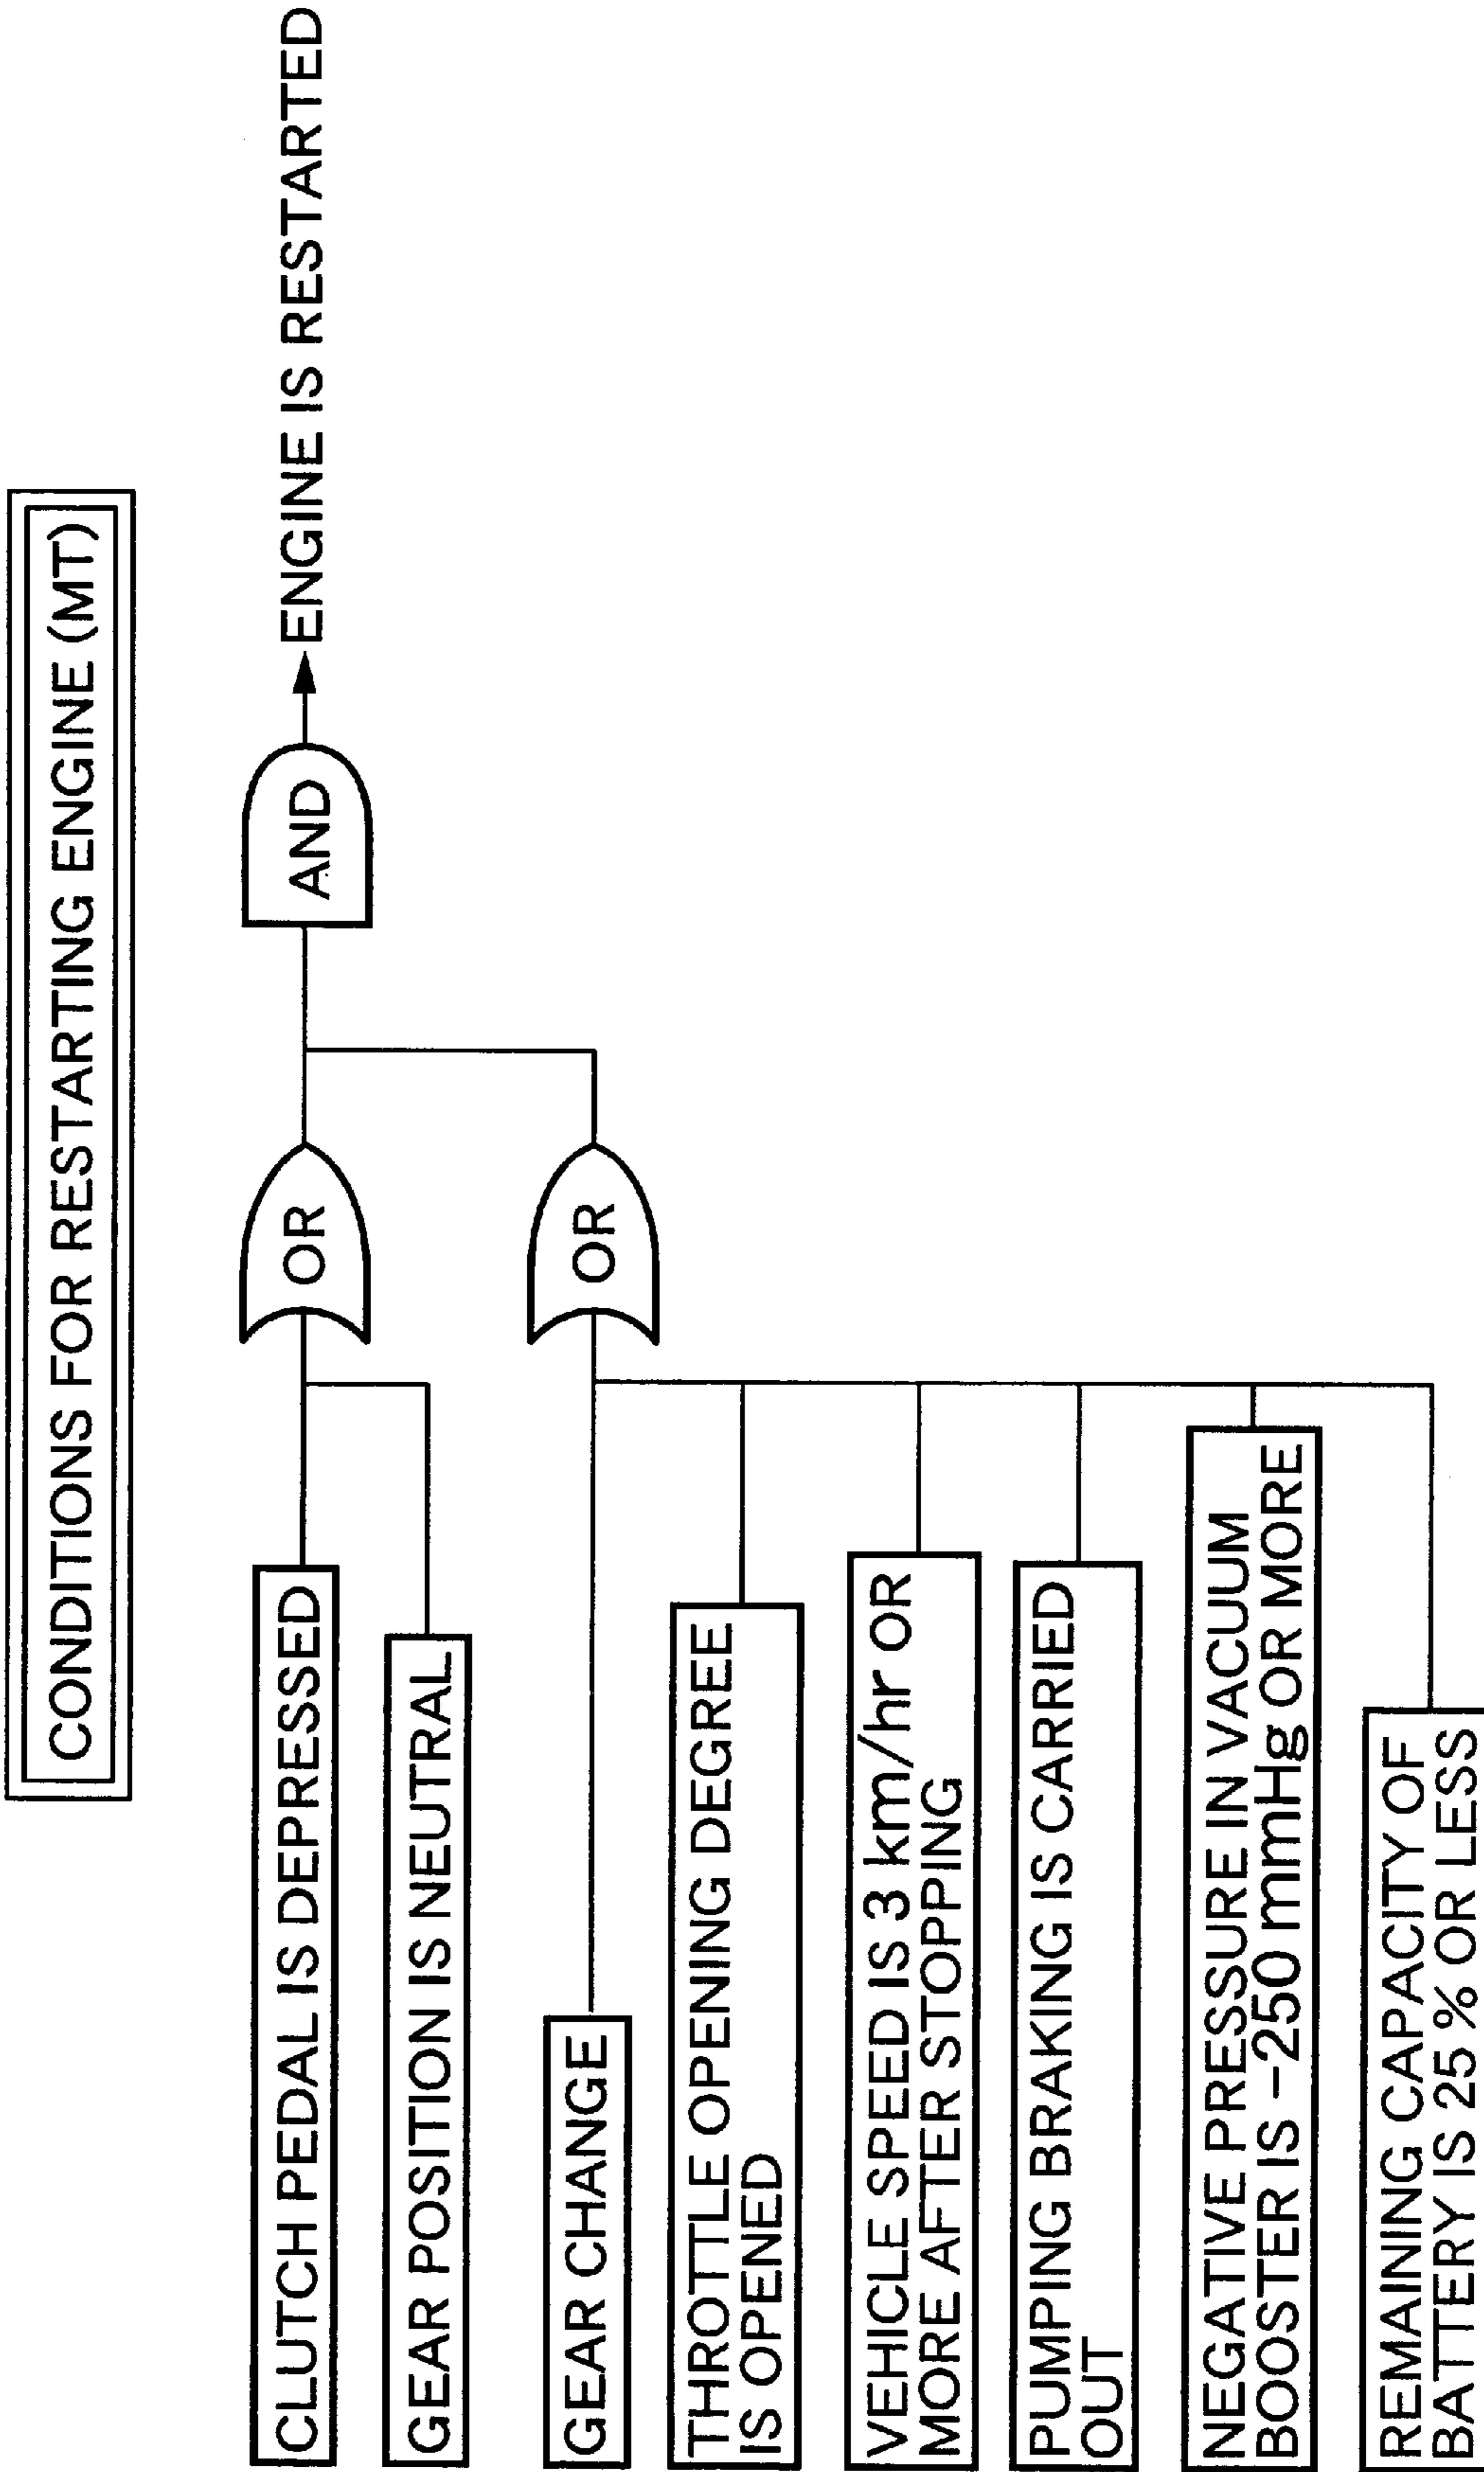 CONDITIONS FOR RESTARTING ENGINE (MT)
CLUTCH PEDAL IS DEPRESSED
OR
AND
ENGINE IS RESTARTED
GEAR POSITION IS NEUTRAL
GEAR CHANGE
OR
THROTTLE OPENING DEGREE
IS OPENED
VEHICLE SPEED IS 3 km/hr OR
MORE AFTER STOPPING
PUMPING BRAKING IS CARRIED
OUT
NEGATIVE PRESSURE IN VACUUM
BOOSTER IS -250 mmHg OR MORE
REMAINING CAPACITY OF
BATTERY IS 25 % OR LESS